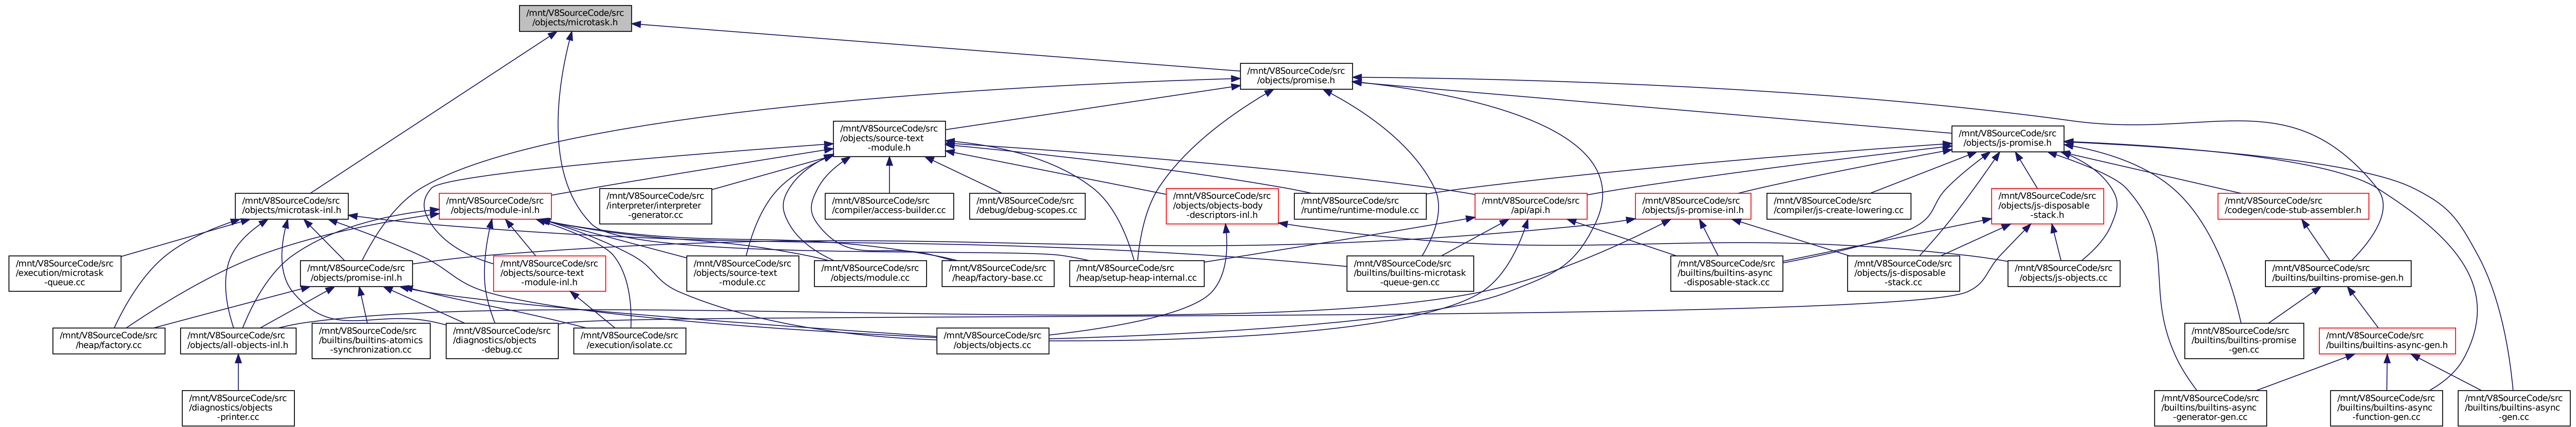 /mnt/V8SourceCode/src
/objects/microtask.h
/mnt/V8SourceCode/src
/objects/promise.h
/mnt/V8SourceCode/src
/objects/source-text
-module.h
/mnt/V8SourceCode/src
/objects/js-promise.h
/mnt/V8SourceCode/src
/objects/microtask-inl.h
/mnt/V8SourceCode/src
/objects/module-inl.h
/mnt/V8SourceCode/src
/interpreter/interpreter
-generator.cc
/mnt/V8SourceCode/src
/compiler/access-builder.cc
/mnt/V8SourceCode/src
/debug/debug-scopes.cc
/mnt/V8SourceCode/src
/objects/objects-body
-descriptors-inl.h
/mnt/V8SourceCode/src
/runtime/runtime-module.cc
/mnt/V8SourceCode/src
/api/api.h
/mnt/V8SourceCode/src
/objects/js-promise-inl.h
/mnt/V8SourceCode/src
/compiler/js-create-lowering.cc
/mnt/V8SourceCode/src
/objects/js-disposable
-stack.h
/mnt/V8SourceCode/src
/codegen/code-stub-assembler.h
/mnt/V8SourceCode/src
/execution/microtask
-queue.cc
/mnt/V8SourceCode/src
/objects/promise-inl.h
/mnt/V8SourceCode/src
/objects/source-text
-module-inl.h
/mnt/V8SourceCode/src
/objects/source-text
-module.cc
/mnt/V8SourceCode/src
/objects/module.cc
/mnt/V8SourceCode/src
/heap/factory-base.cc
/mnt/V8SourceCode/src
/heap/setup-heap-internal.cc
/mnt/V8SourceCode/src
/builtins/builtins-microtask
-queue-gen.cc
/mnt/V8SourceCode/src
/builtins/builtins-async
-disposable-stack.cc
/mnt/V8SourceCode/src
/objects/js-disposable
-stack.cc
/mnt/V8SourceCode/src
/objects/js-objects.cc
/mnt/V8SourceCode/src
/builtins/builtins-promise-gen.h
/mnt/V8SourceCode/src
/heap/factory.cc
/mnt/V8SourceCode/src
/objects/all-objects-inl.h
/mnt/V8SourceCode/src
/builtins/builtins-atomics
-synchronization.cc
/mnt/V8SourceCode/src
/diagnostics/objects
-debug.cc
/mnt/V8SourceCode/src
/execution/isolate.cc
/mnt/V8SourceCode/src
/objects/objects.cc
/mnt/V8SourceCode/src
/builtins/builtins-promise
-gen.cc
/mnt/V8SourceCode/src
/builtins/builtins-async-gen.h
/mnt/V8SourceCode/src
/diagnostics/objects
-printer.cc
/mnt/V8SourceCode/src
/builtins/builtins-async
-generator-gen.cc
/mnt/V8SourceCode/src
/builtins/builtins-async
-function-gen.cc
/mnt/V8SourceCode/src
/builtins/builtins-async
-gen.cc